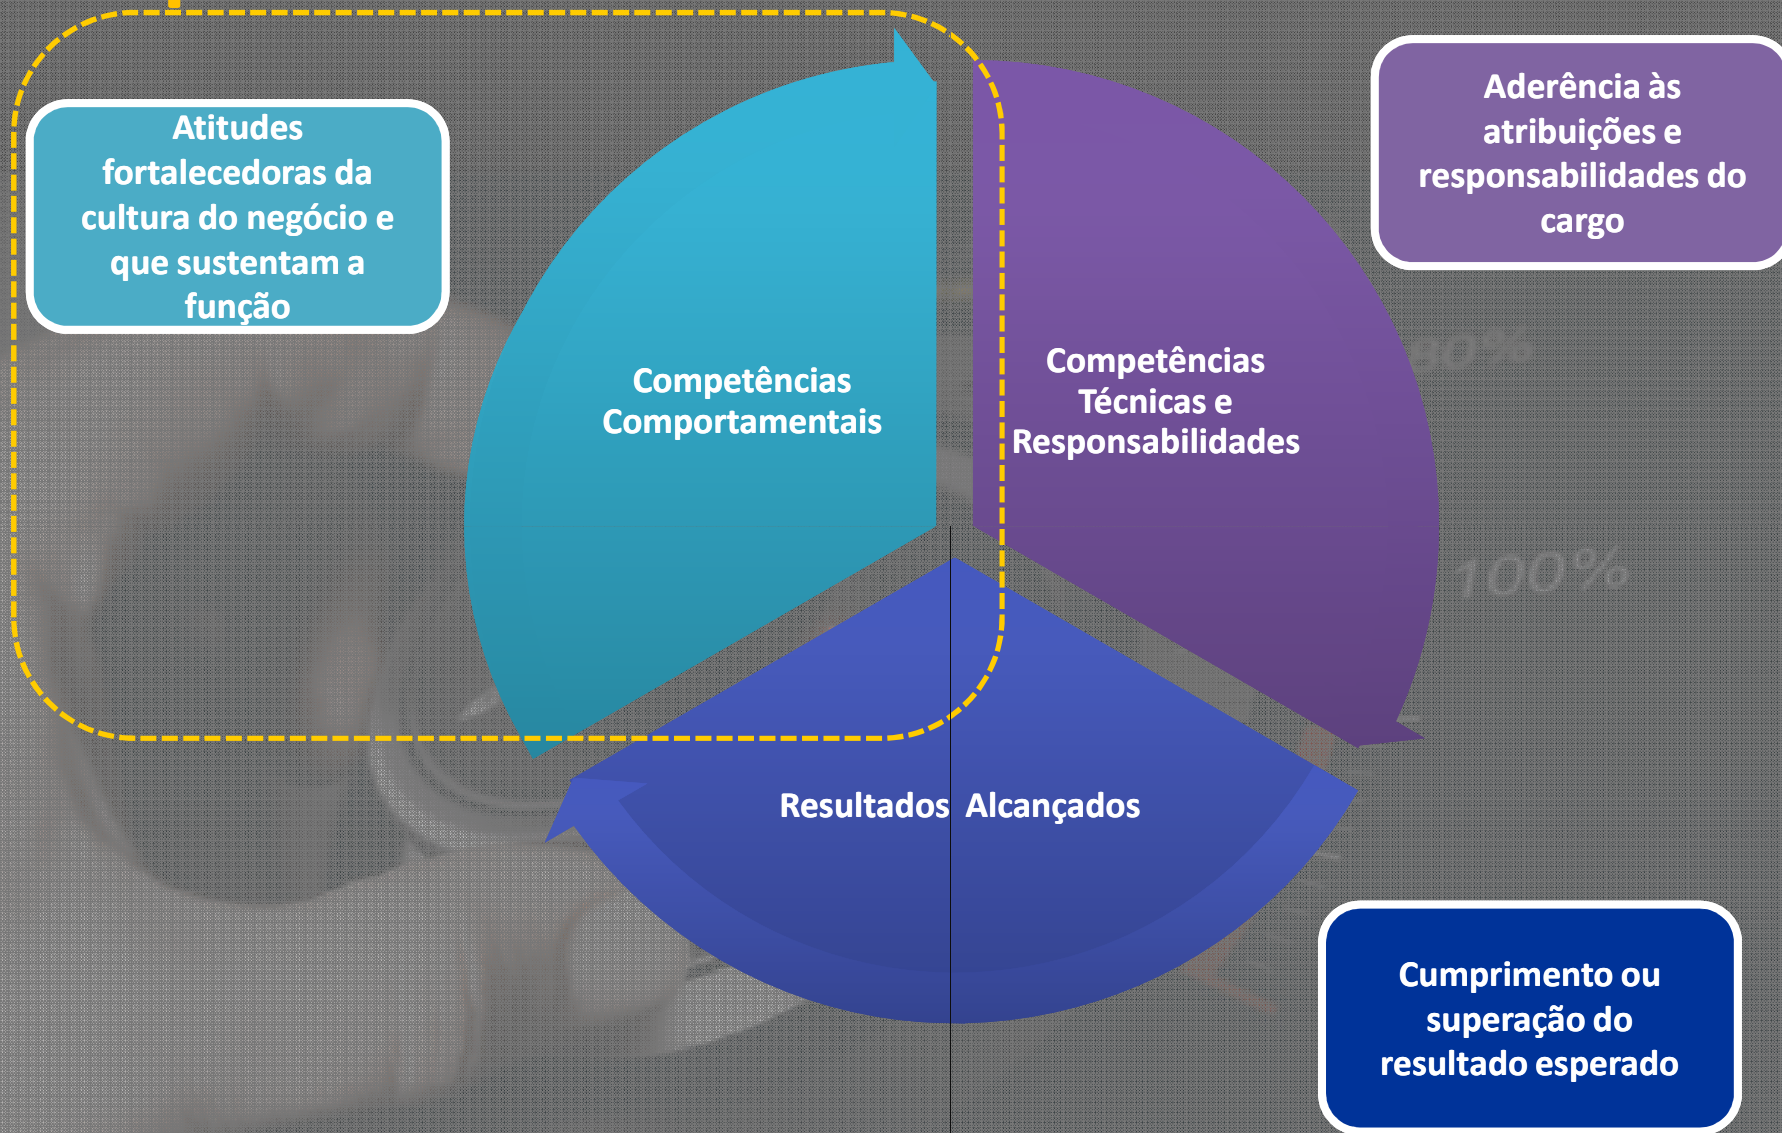 Atitudes
fortalecedoras da
cultura do negócio e
que sustentam a
função
Aderência às
atribuições e
responsabilidades do
cargo
Competências
Comportamentais
Competências
Técnicas e
Responsabilidades
80%
100%
Resultados Alcançados
Cumprimento ou
superação do
resultado esperado